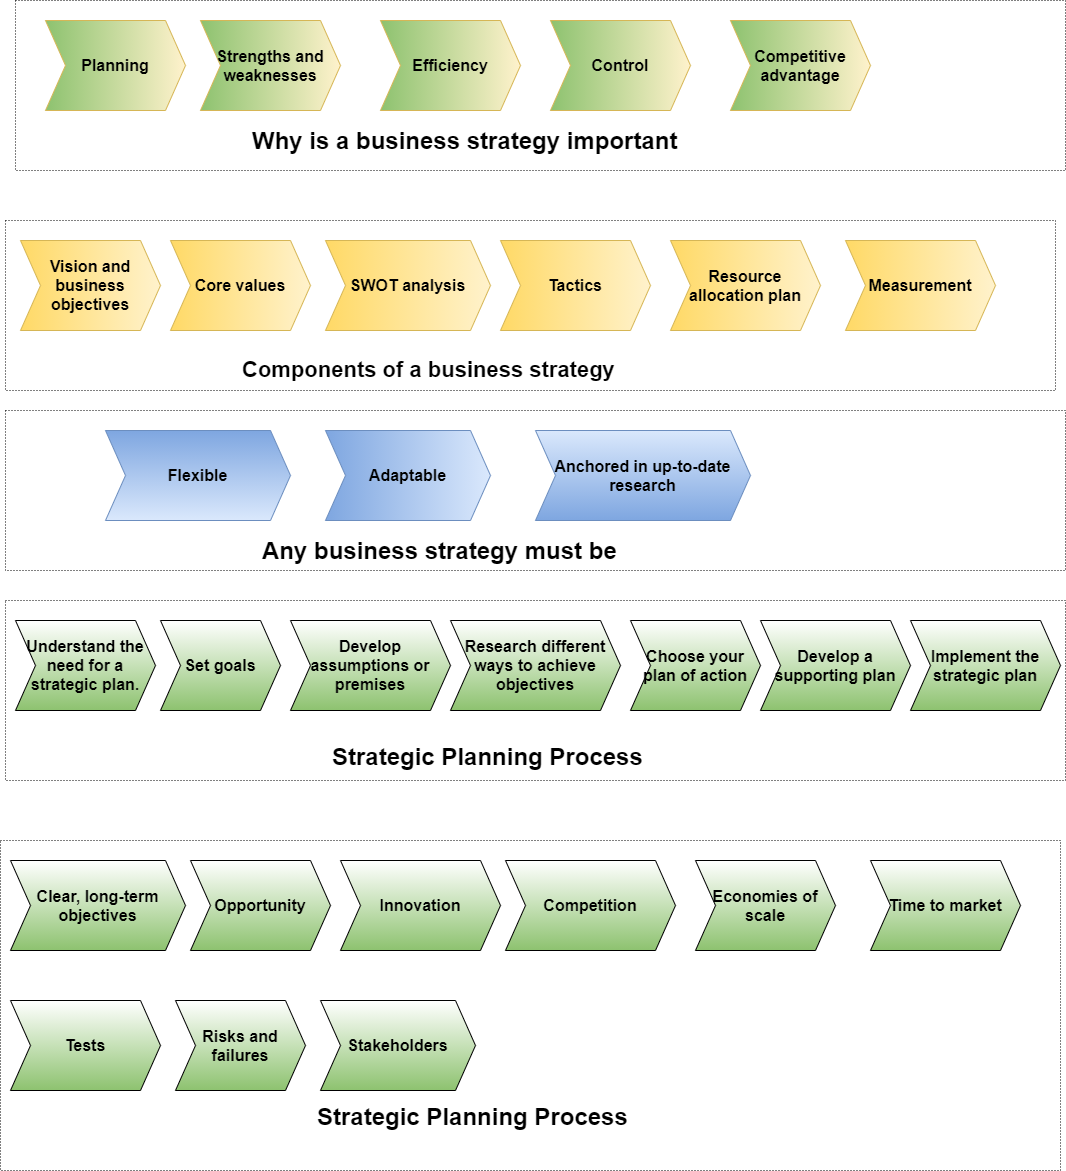 Planning
Strengths and
weaknesses
Efficiency
Control
Competitive
advantage
Why is a business strategy important
Vision and
business
objectives
Core values
SWOT analysis
Tactics
Resource
allocation plan
Measurement
Components of a business strategy
Flexible
Adaptable
Anchored in up-to-date
research
Any business strategy must be
Understand the
need for a
strategic plan.
Set goals
Develop
assumptions or
premises
Research different
ways to achieve
objectives
Choose your
plan of action
Develop a
supporting plan
Implement the
strategic plan
Strategic Planning Process
Clear, long-term
objectives
Opportunity
Innovation
Competition
Economies of
scale
Time to market
Tests
Risks and
failures
Stakeholders
Strategic Planning Process